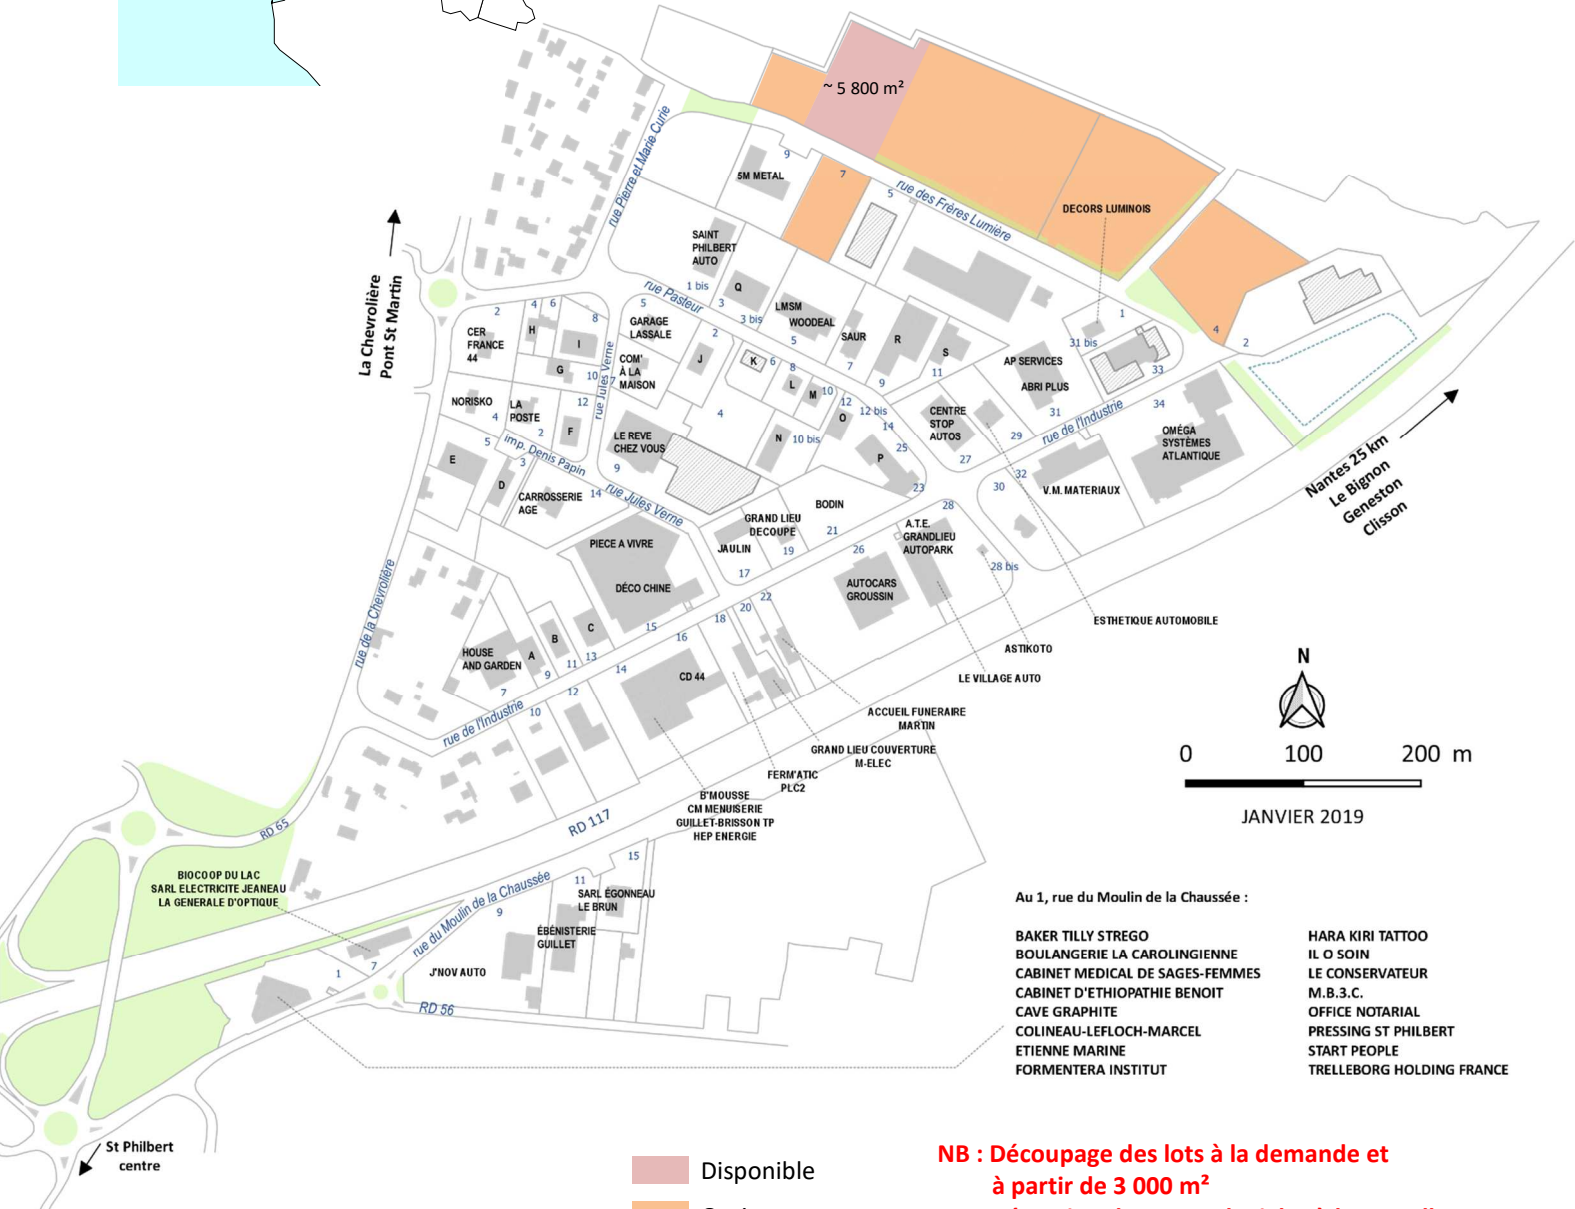 ~ 5 800 m²
rue Pierre et Marie Curie
9
7
5M METAL
5
rue des Frères Lumière
DECORS LUMINOIS
La Chevrolière
Pont St Martin
SAINT
PHILBERT
AUTO
1 bis
Q
3
3 bis
rue Pasteur
LMSM
WOODEAL
5
SAUR
7
R
9
S
11
1
31 bis
33
4
2
2
CER
FRANCE
44
4
6
H
8
I
G
10
5
GARAGE
LASSALE
2
J
K
6
8
L
M
10
COM'
À LA
MAISON
7
rue Jules Verne
AP SERVICES
ABRI PLUS
31
NORISKO
4
LA
POSTE
2
12
F
12
12 bis
O
14
25
CENTRE
STOP
AUTOS
29
rue de l'Industrie
34
OMÉGA
SYSTÈMES
ATLANTIQUE
4
N
10 bis
P
27
23
5
imp. Denis Papin
3
E
D
LE REVE
CHEZ VOUS
9
14
rue Jules Verne
CARROSSERIE
AGE
32
30
V.M. MATERIAUX
Nantes 25 km
Le Bignon
Geneston
Clisson
BODIN
21
GRAND LIEU
DECOUPE
19
JAULIN
17
28
A.T.E.
GRANDLIEU
AUTOPARK
26
28 bis
PIECE A VIVRE
DÉCO CHINE
AUTOCARS
GROUSSIN
22
20
18
16
15
ESTHETIQUE AUTOMOBILE
ASTIKOTO
LE VILLAGE AUTO
rue de la Chevrolière
HOUSE
AND GARDEN
7
A
9
B
11
C
13
14
12
10
rue de l'Industrie
CD 44
ACCUEIL FUNERAIRE
MARTIN
GRAND LIEU COUVERTURE
M-ELEC
FERM'ATIC
PLC2
B'MOUSSE
CM MENUISERIE
GUILLET-BRISSON TP
HEP ENERGIE
N
0 100 200 m
JANVIER 2019
RD 65
RD 117
BIOCOOP DU LAC
SARL ELECTRICITE JEANEAU
LA GENERALE D'OPTIQUE
rue du Moulin de la Chaussée
15
11
SARL ÉGONNEAU
LE BRUN
9
ÉBÉNISTERIE
GUILLET
J'NOV AUTO
1
7
RD 56
Au 1, rue du Moulin de la Chaussée :
BAKER TILLY STREGO
BOULANGERIE LA CAROLINGIENNE
CABINET MEDICAL DE SAGES-FEMMES
CABINET D'ETHIOPATHIE BENOIT
CAVE GRAPHITE
COLINEAU-LEFLOCH-MARCEL
ETIENNE MARINE
FORMENTERA INSTITUT
HARA KIRI TATTOO
IL O SOIN
LE CONSERVATEUR
M.B.3.C.
OFFICE NOTARIAL
PRESSING ST PHILBERT
START PEOPLE
TRELLEBORG HOLDING FRANCE
St Philbert
centre
Disponible
NB : Découpage des lots à la demande et
à partir de 3 000 m²